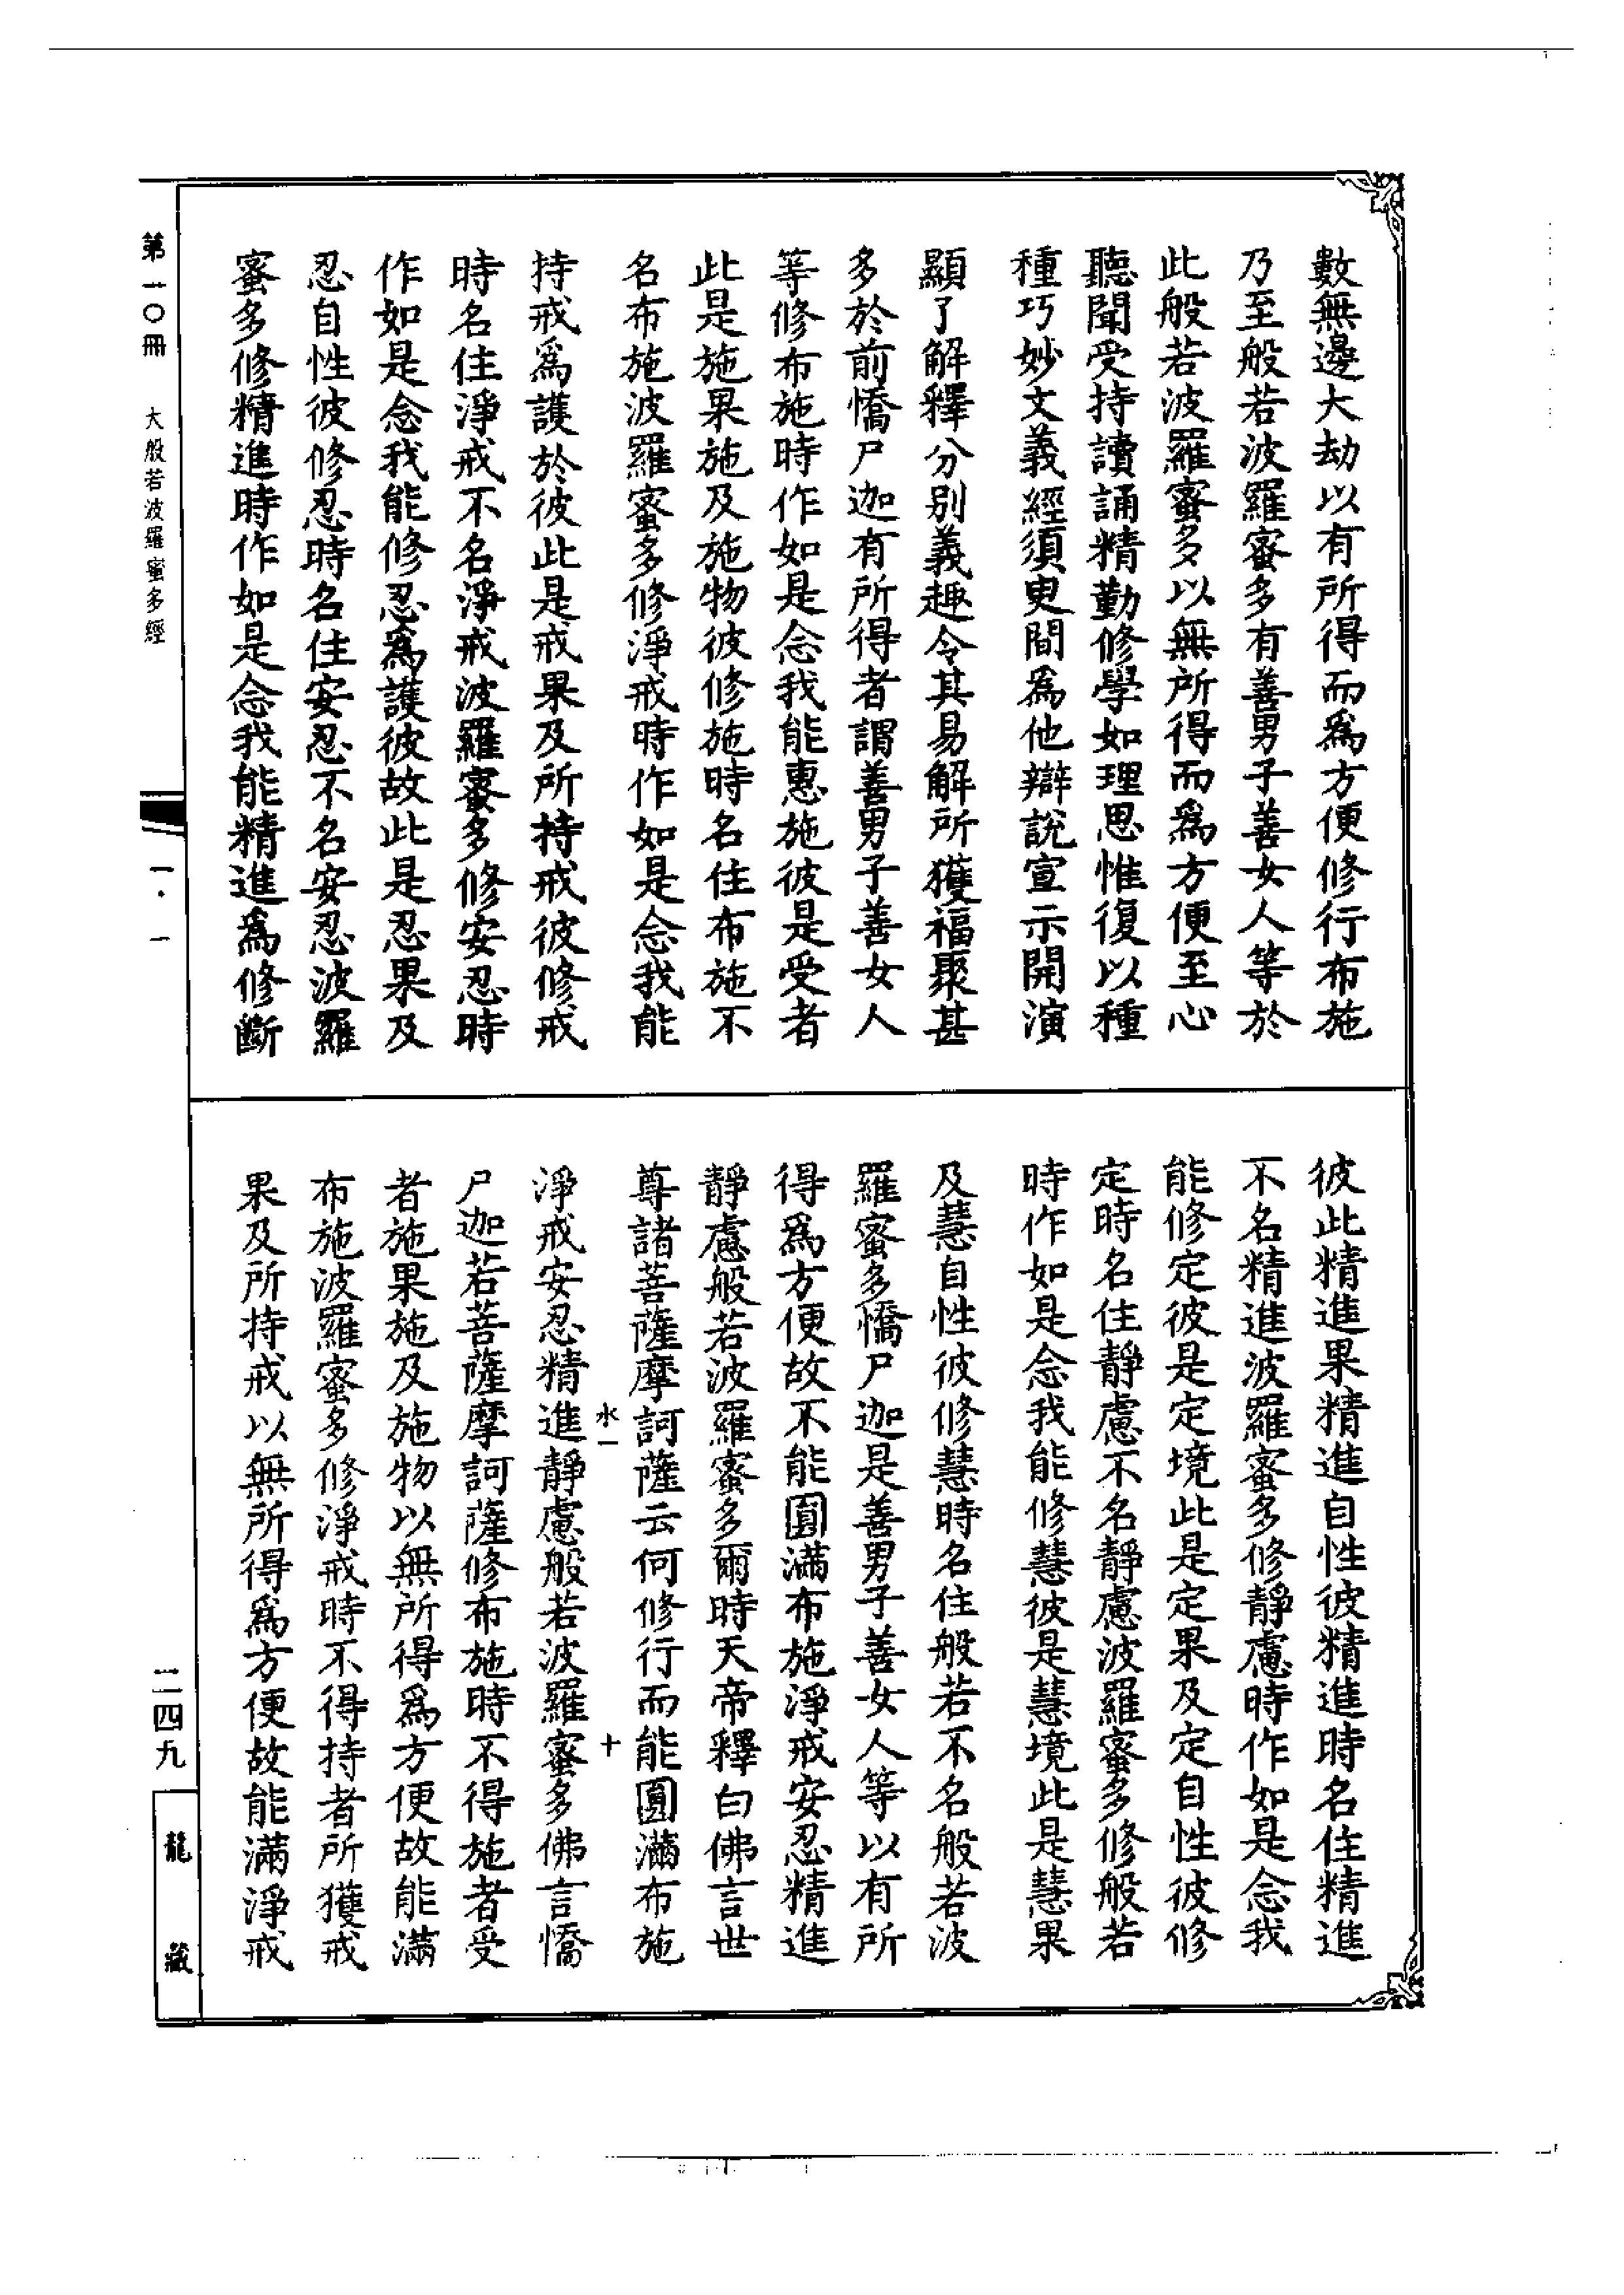 數無邊大劫以有所得而爲方便修行布施
乃至般若波羅蜜多有善男子善女人等於
此般若波羅蜜多以無所得而爲方便至心
聽聞受持讀誦精勤修學如理思惟復以種
種巧妙文義經須臾間爲他辯說宣示開演
顯了解釋分別義趣令其易解所獲福聚甚
多於前憍尸迦有所得者謂善男子善女人
等修布施時作如是念我能惠施彼是受者
此是施果施及施物彼修施時名住布施不
名布施波羅蜜多修淨戒時作如是念我能
持戒爲護於彼此是戒果及所持戒彼修戒
時名住淨戒不名淨戒波羅蜜多修安忍時
作如是念我能修忍爲護彼故此是忍果及
忍自性彼修忍時名住安忍不名安忍波羅
蜜多修精進時作如是念我能精進爲修斷
彼此精進果精進自性彼精進時名住精進
不名精進波羅蜜多修靜慮時作如是念我
能修定彼是定境此是定果及定自性彼修
定時名住靜慮不名靜慮波羅蜜多修般若
時作如是念我能修慧彼是慧境此是慧果
及慧自性彼修慧時名住般若不名般若波
羅蜜多憍尸迦是善男子善女人等以有所
得爲方便故不能圓滿布施淨戒安忍精進
靜慮般若波羅蜜多爾時天帝釋白佛言世
尊諸菩薩摩訶薩云何修行而能圓滿布施
水一 十
淨戒安忍精進靜慮般若波羅蜜多佛言憍
尸迦若菩薩摩訶薩修布施時不得施者受
者施果施及施物以無所得爲方便故能滿
布施波羅蜜多修淨戒時不得持者所獲戒
果及所持戒以無所得爲方便故能滿淨戒
第一〇冊 大般若波羅蜜多經
一·一
二四九
龍藏